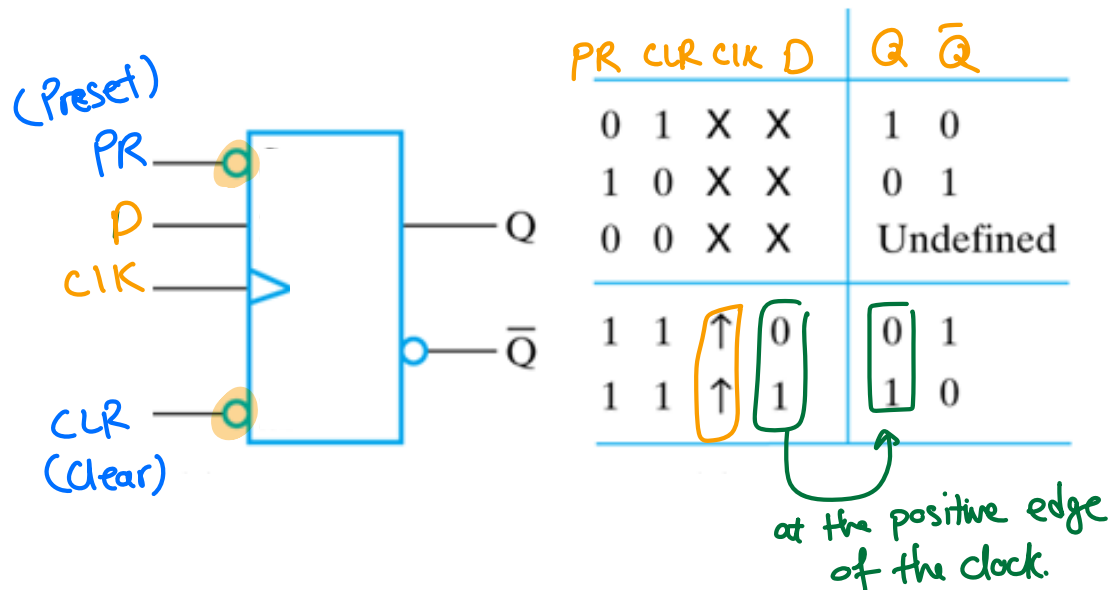 (Preset)
PR
D
CLK
CLR
(Clear)
Q
Q̅
PR CLR CLK D Q Q̅
0 1 X X 1 0
1 0 X X 0 1
0 0 X X Undefined
1 1 ↑ 0 0 1
1 1 ↑ 1 1 0
at the positive edge
of the clock.